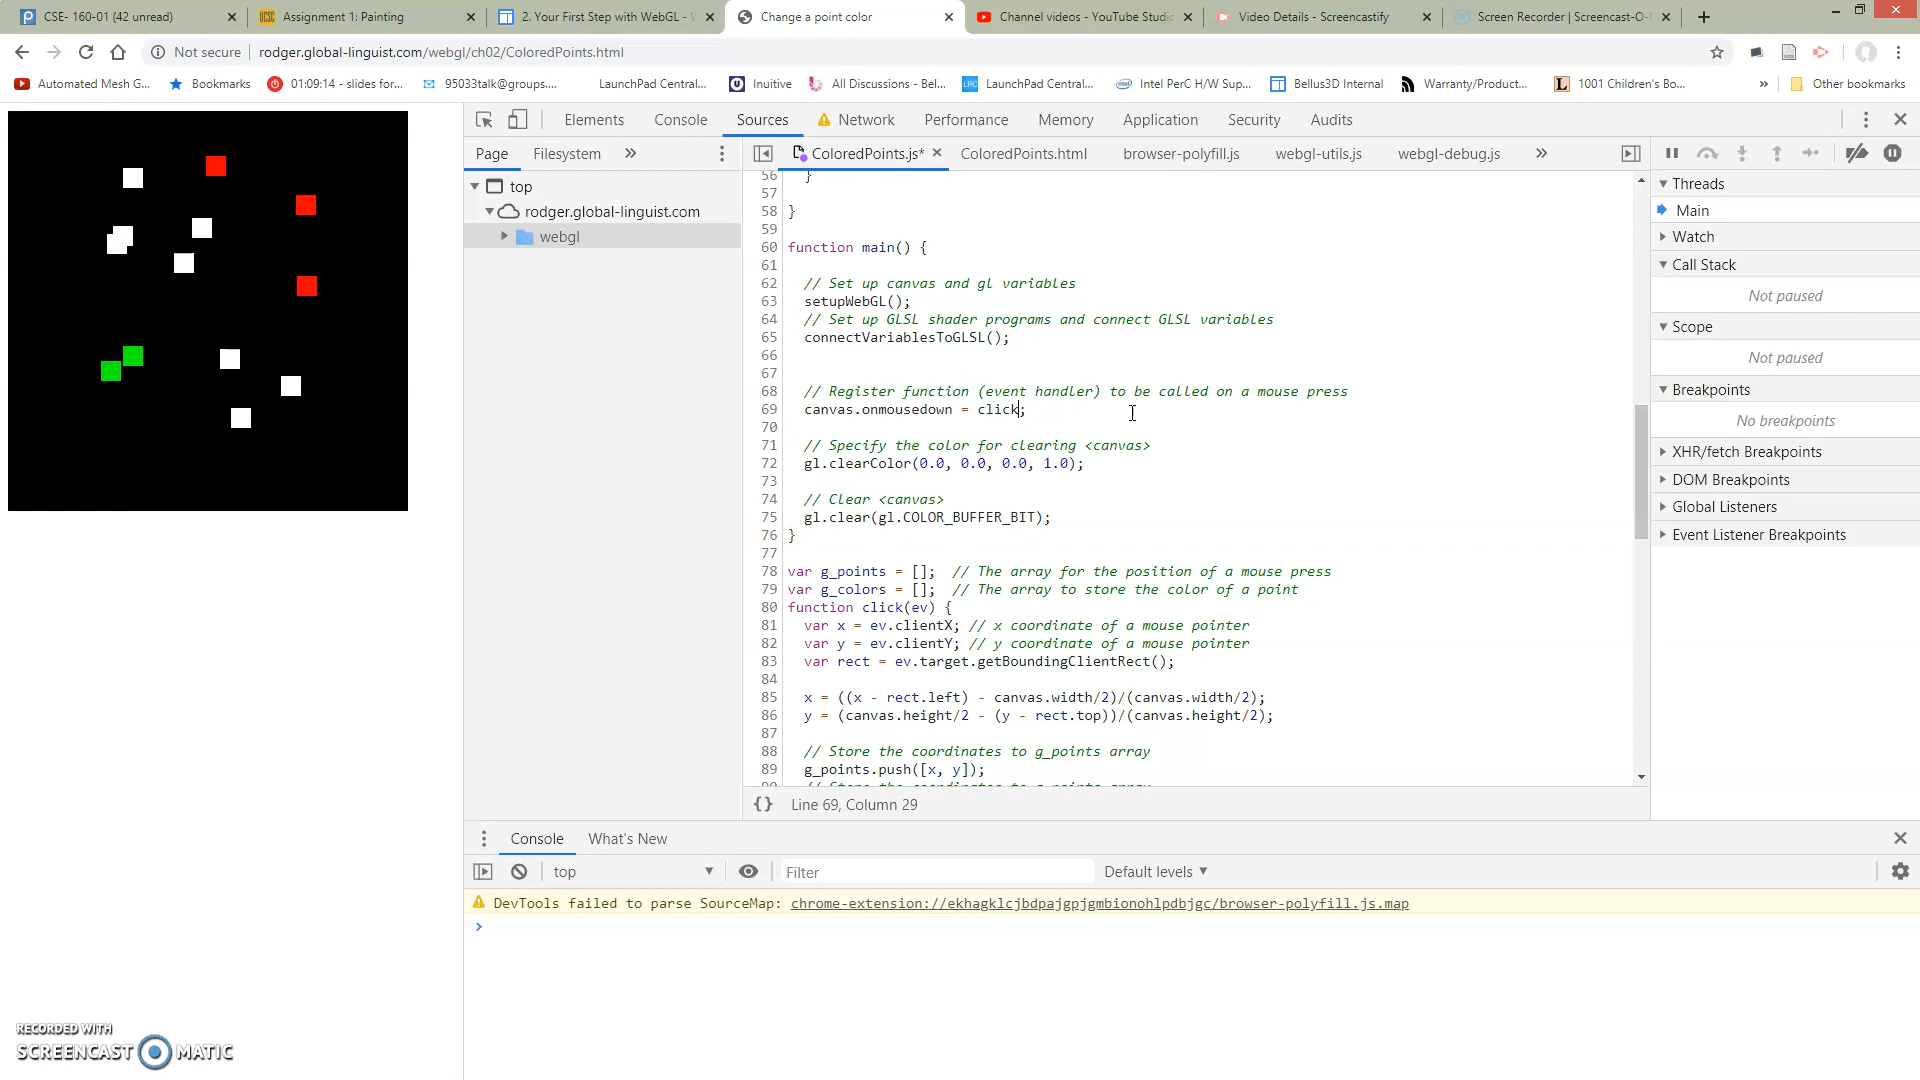 CSE- 160-01 (42 unread)
Assignment 1: Painting
2. Your First Step with WebGL - W
Change a point color
Channel videos - YouTube Studio
Video Details - Screencastify
Screen Recorder | Screencast-O-
Not secure rodger.global-linguist.com/webgl/ch02/ColoredPoints.html
Automated Mesh G...
Bookmarks
01:09:14 - slides for...
95033talk@groups....
LaunchPad Central...
Inuitive
All Discussions - Bel...
LaunchPad Central...
Intel PerC H/W Sup...
Bellus3D Internal
Warranty/Product...
1001 Children's Bo...
»
Other bookmarks
Elements Console Sources Network Performance Memory Application Security Audits
Page Filesystem »
ColoredPoints.js* ColoredPoints.html browser-polyfill.js webgl-utils.js webgl-debug.js »
top
rodger.global-linguist.com
webgl
56 }
57
58 }
59
60 function main() {
61
62 // Set up canvas and gl variables
63 setupWebGL();
64 // Set up GLSL shader programs and connect GLSL variables
65 connectVariablesToGLSL();
66
67
68 // Register function (event handler) to be called on a mouse press
69 canvas.onmousedown = click;
70
71 // Specify the color for clearing <canvas>
72 gl.clearColor(0.0, 0.0, 0.0, 1.0);
73
74 // Clear <canvas>
75 gl.clear(gl.COLOR_BUFFER_BIT);
76 }
77
78 var g_points = []; // The array for the position of a mouse press
79 var g_colors = []; // The array to store the color of a point
80 function click(ev) {
81 var x = ev.clientX; // x coordinate of a mouse pointer
82 var y = ev.clientY; // y coordinate of a mouse pointer
83 var rect = ev.target.getBoundingClientRect();
84
85 x = ((x - rect.left) - canvas.width/2)/(canvas.width/2);
86 y = (canvas.height/2 - (y - rect.top))/(canvas.height/2);
87
88 // Store the coordinates to g_points array
89 g_points.push([x, y]);
90 // Store the coordinates to g_points array
{} Line 69, Column 29
Threads
Main
Watch
Call Stack
Not paused
Scope
Not paused
Breakpoints
No breakpoints
XHR/fetch Breakpoints
DOM Breakpoints
Global Listeners
Event Listener Breakpoints
Console What's New
top Filter Default levels
DevTools failed to parse SourceMap: chrome-extension://ekhagklcjbdpajgpjgmbionohlpdbjgc/browser-polyfill.js.map
RECORDED WITH
SCREENCAST MATIC